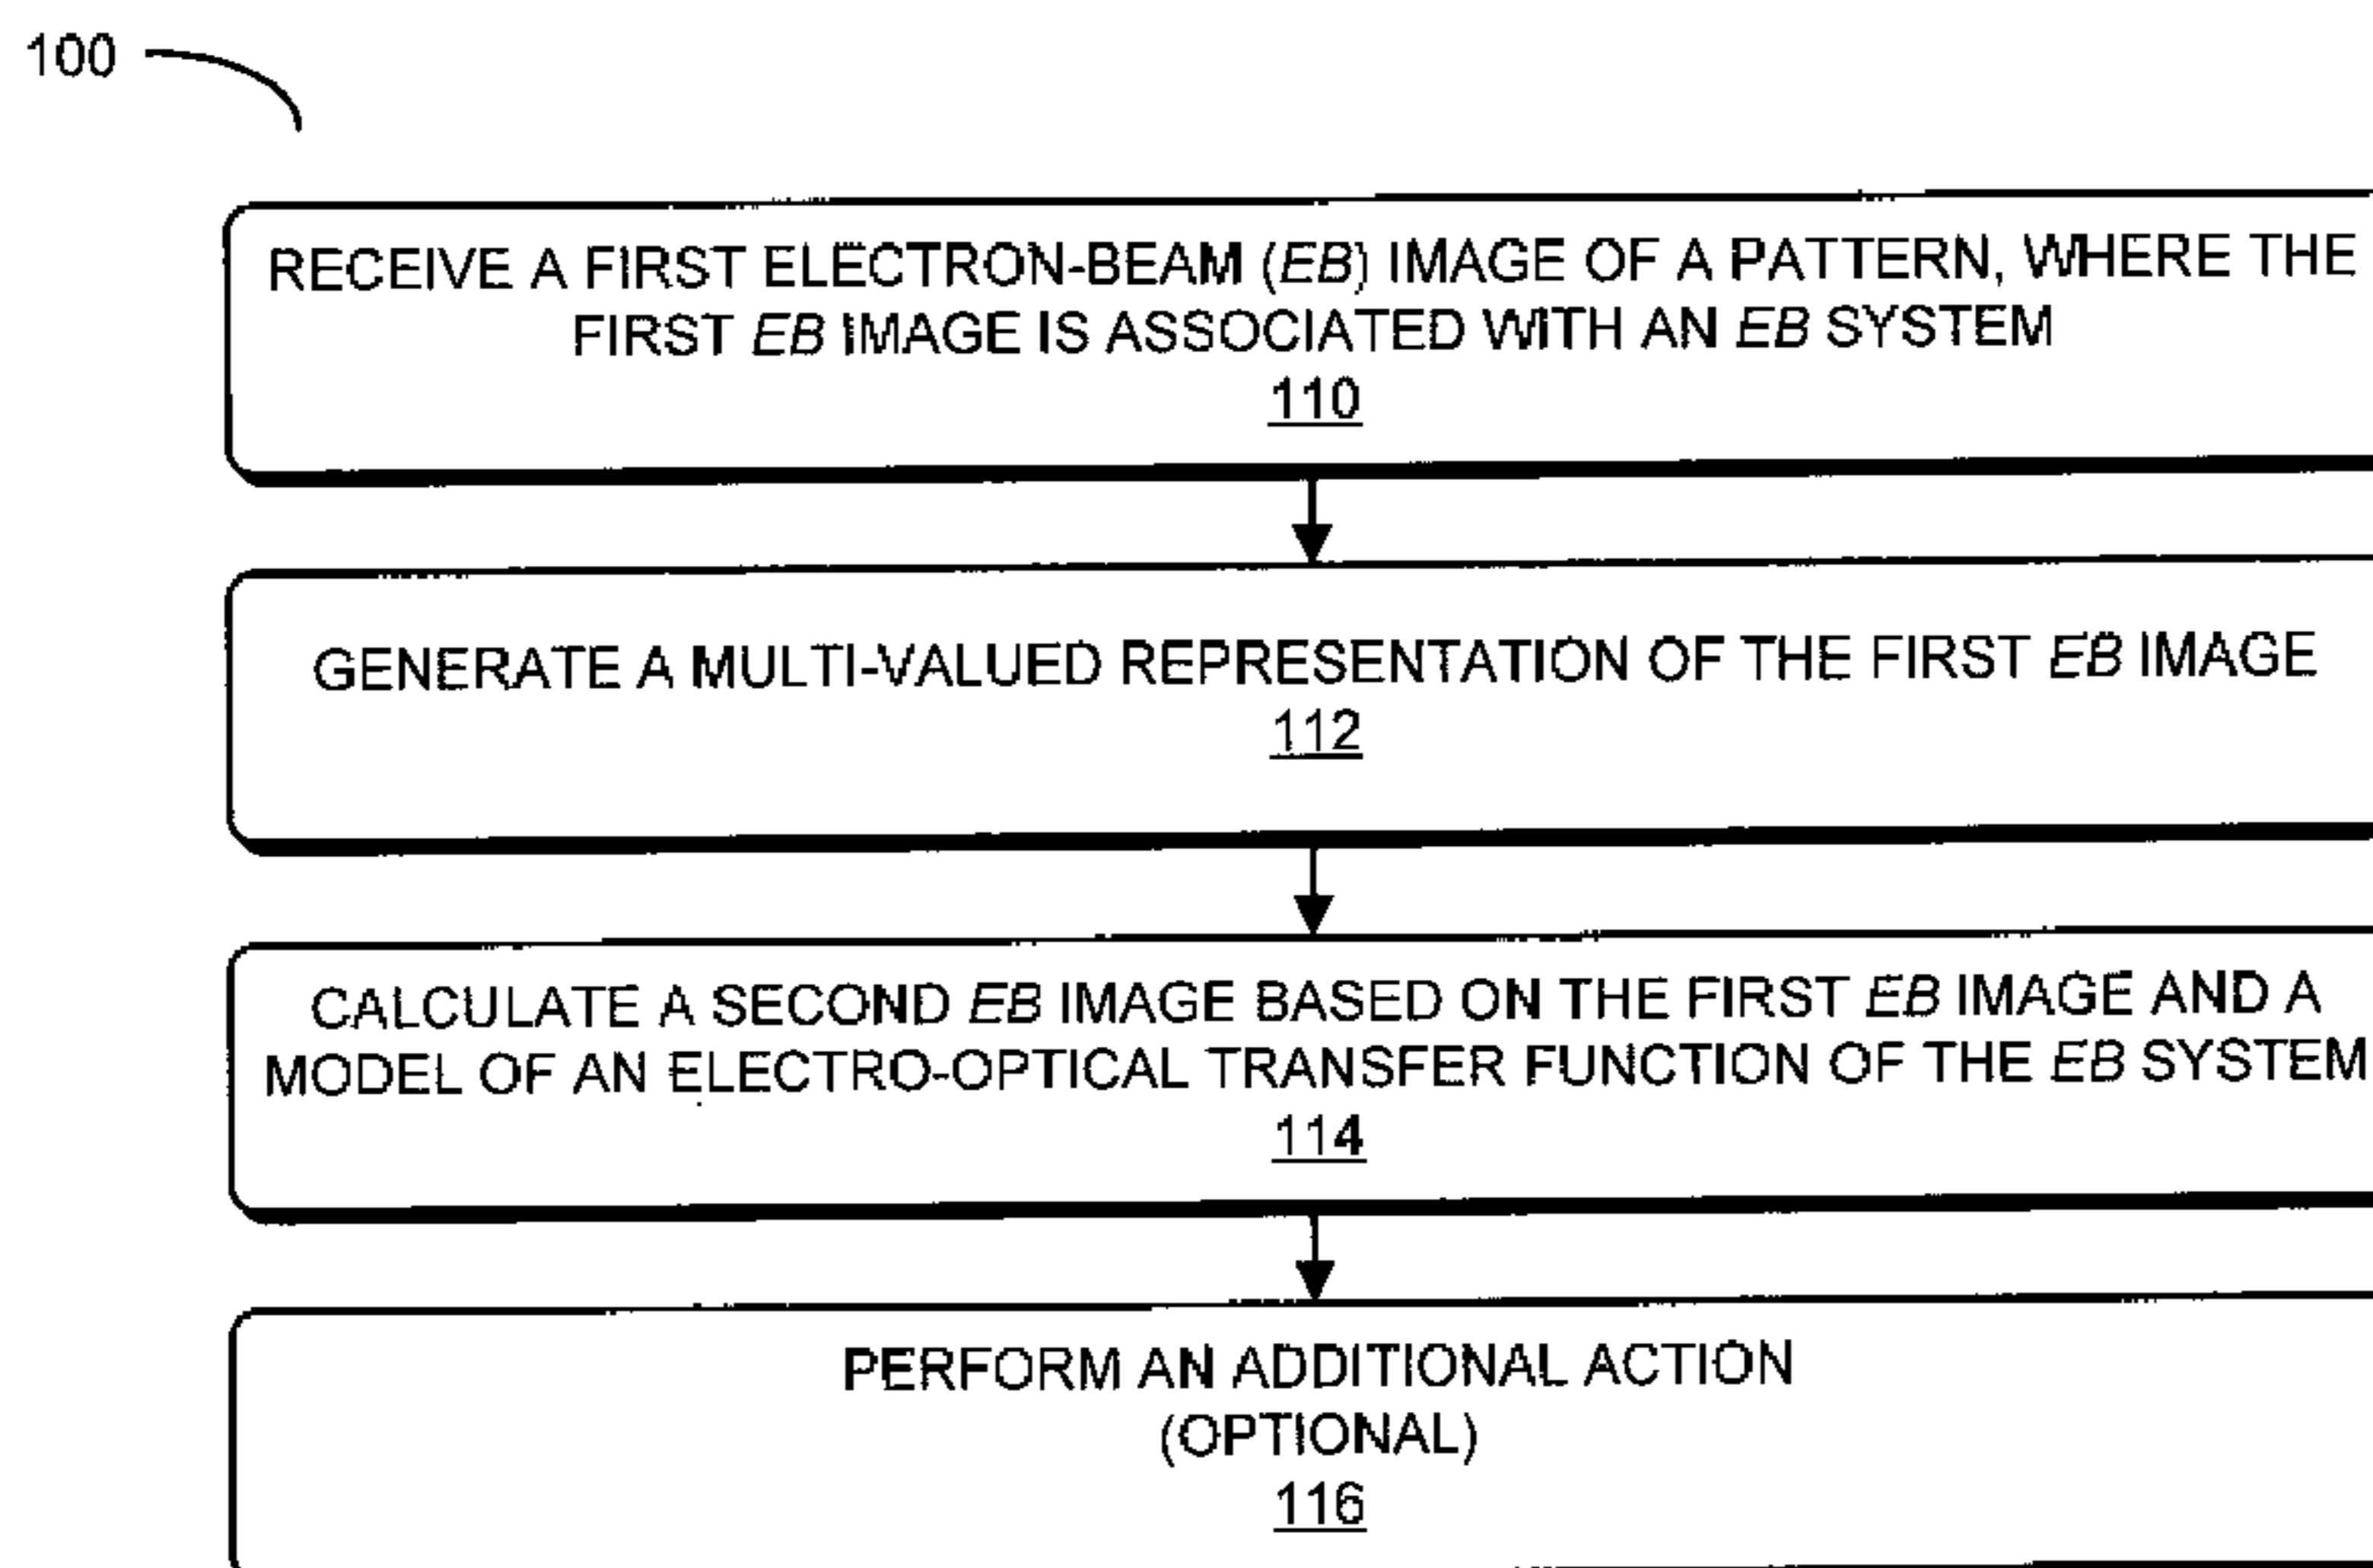 100
RECEIVE A FIRST ELECTRON-BEAM (EB) IMAGE OF A PATTERN, WHERE THE
FIRST EB IMAGE IS ASSOCIATED WITH AN EB SYSTEM
110
GENERATE A MULTI-VALUED REPRESENTATION OF THE FIRST EB IMAGE
112
CALCULATE A SECOND EB IMAGE BASED ON THE FIRST EB IMAGE AND A
MODEL OF AN ELECTRO-OPTICAL TRANSFER FUNCTION OF THE EB SYSTEM
114
PERFORM AN ADDITIONAL ACTION
(OPTIONAL)
116